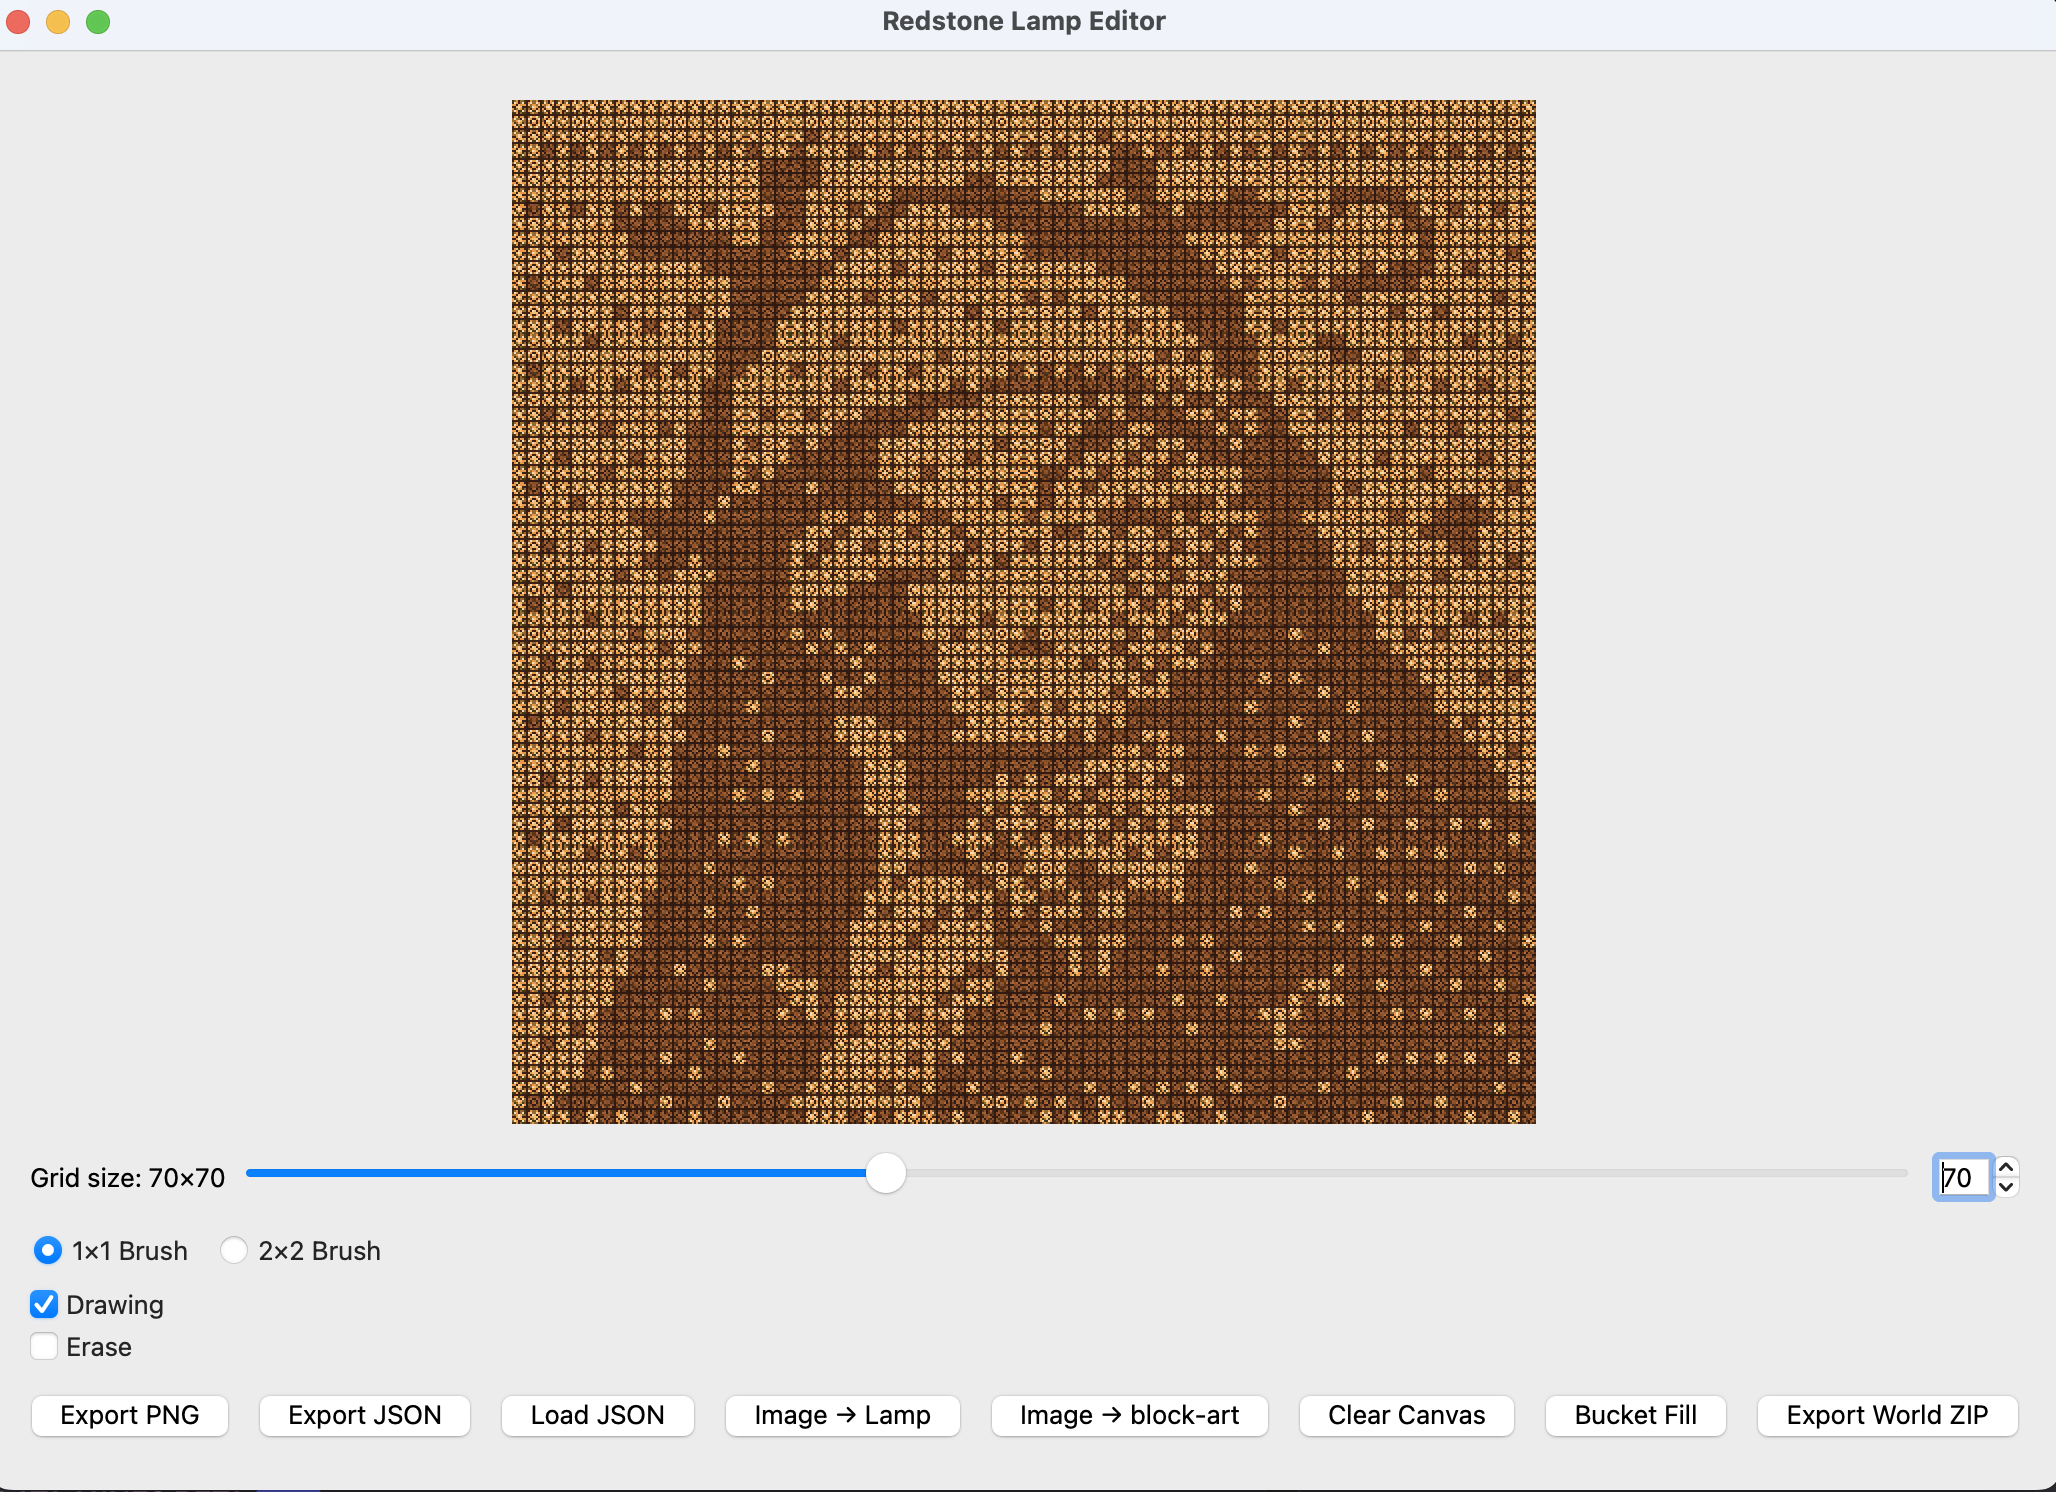 Redstone Lamp Editor
Grid size: 70×70
70
1×1 Brush
2×2 Brush
Drawing
Erase
Export PNG
Export JSON
Load JSON
Image → Lamp
Image → block-art
Clear Canvas
Bucket Fill
Export World ZIP